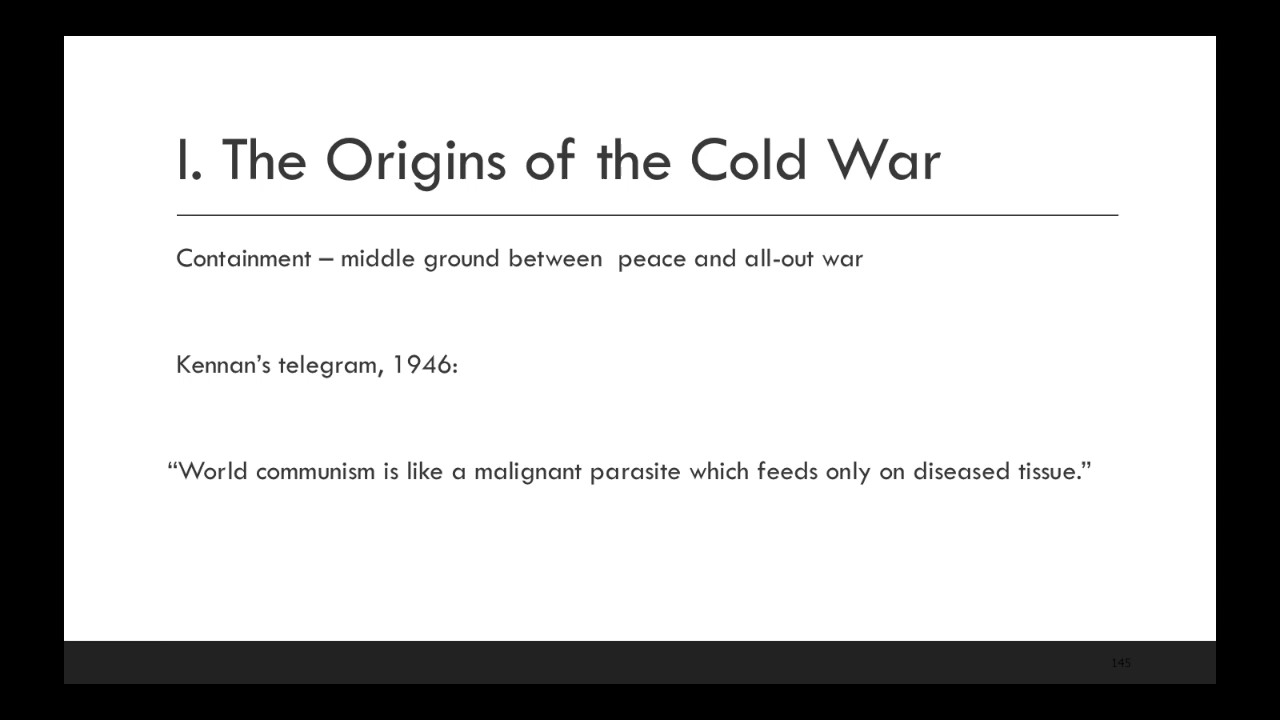 I. The Origins of the Cold War
Containment – middle ground between  peace and all-out war
Kennan’s telegram, 1946:
“World communism is like a malignant parasite which feeds only on diseased tissue.”
145